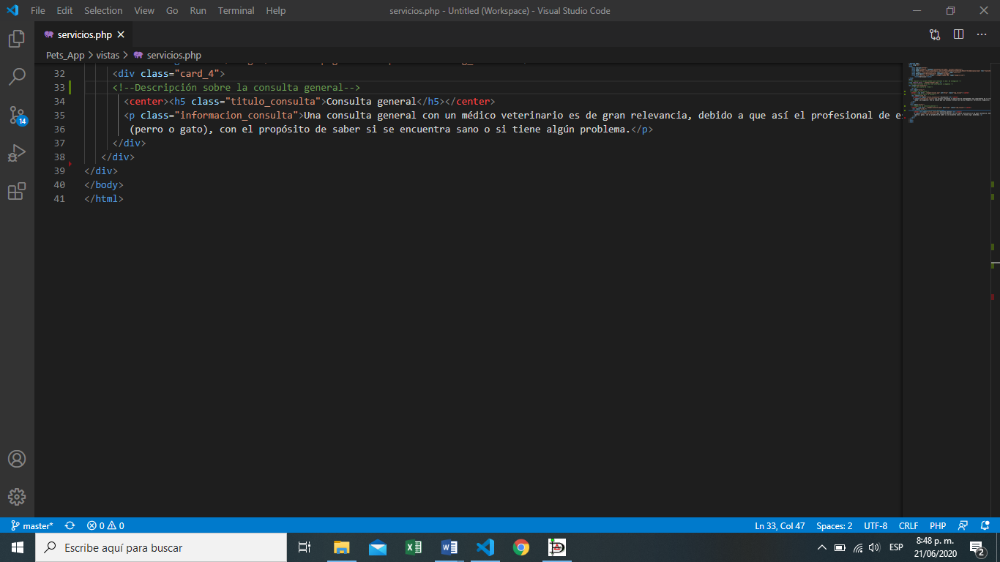 File Edit Selection View Go Run Terminal Help servicios.php - Untitled (Workspace) - Visual Studio Code
servicios.php
Pets_App > vistas > servicios.php
32 <div class="card_4">
33 <!--Descripción sobre la consulta general-->
34 <center><h5 class="titulo_consulta">Consulta general</h5></center>
35 <p class="informacion_consulta">Una consulta general con un médico veterinario es de gran relevancia, debido a que así el profesional de e
36 (perro o gato), con el propósito de saber si se encuentra sano o si tiene algún problema.</p>
37 </div>
38 </div>
39 </div>
40 </body>
41 </html>
14
master* 0 0 Ln 33, Col 47 Spaces: 2 UTF-8 CRLF PHP
Escribe aquí para buscar
ESP
8:48 p. m.
21/06/2020
2